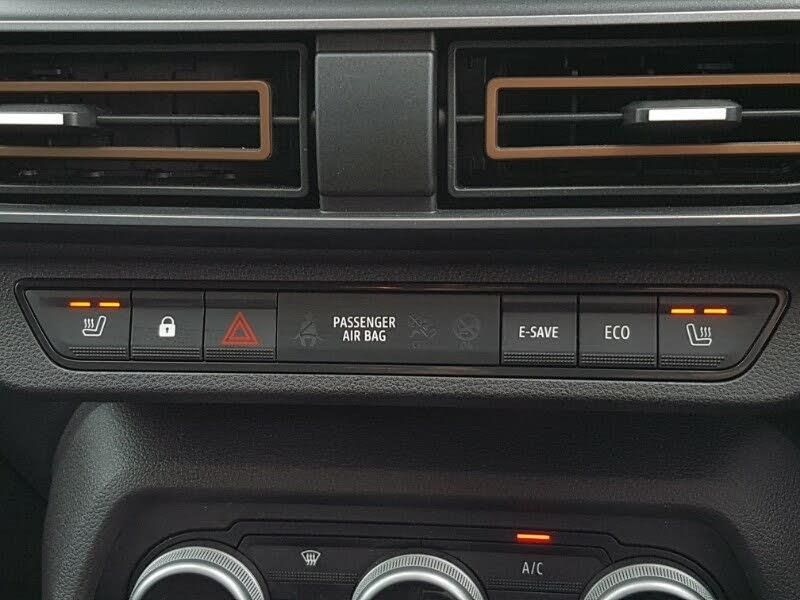 PASSENGER
AIR BAG
E-SAVE
ECO
A/C